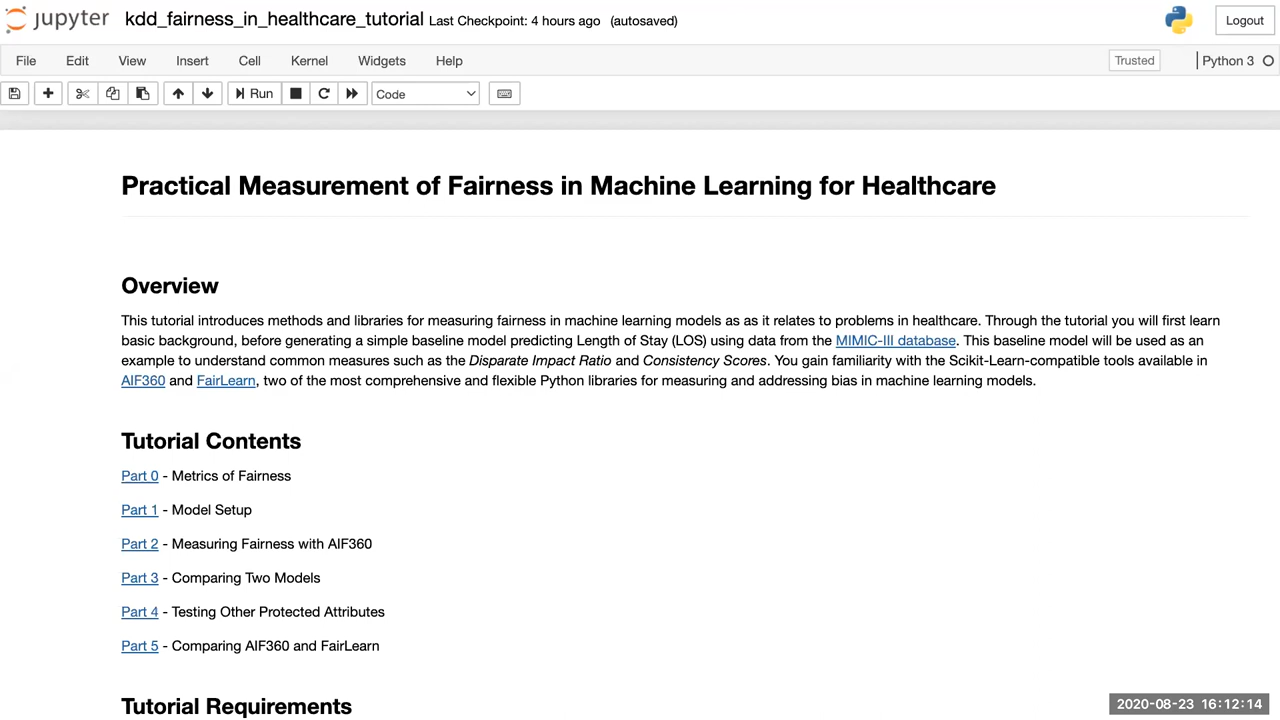 jupyter kdd_fairness_in_healthcare_tutorial Last Checkpoint: 4 hours ago (autosaved) Logout
File Edit View Insert Cell Kernel Widgets Help Trusted Python 3
Run Code
Practical Measurement of Fairness in Machine Learning for Healthcare
Overview
This tutorial introduces methods and libraries for measuring fairness in machine learning models as as it relates to problems in healthcare. Through the tutorial you will first learn
basic background, before generating a simple baseline model predicting Length of Stay (LOS) using data from the MIMIC-III database. This baseline model will be used as an
example to understand common measures such as the Disparate Impact Ratio and Consistency Scores. You gain familiarity with the Scikit-Learn-compatible tools available in
AIF360 and FairLearn, two of the most comprehensive and flexible Python libraries for measuring and addressing bias in machine learning models.
Tutorial Contents
Part 0 - Metrics of Fairness
Part 1 - Model Setup
Part 2 - Measuring Fairness with AIF360
Part 3 - Comparing Two Models
Part 4 - Testing Other Protected Attributes
Part 5 - Comparing AIF360 and FairLearn
Tutorial Requirements
2020-08-23 16:12:14